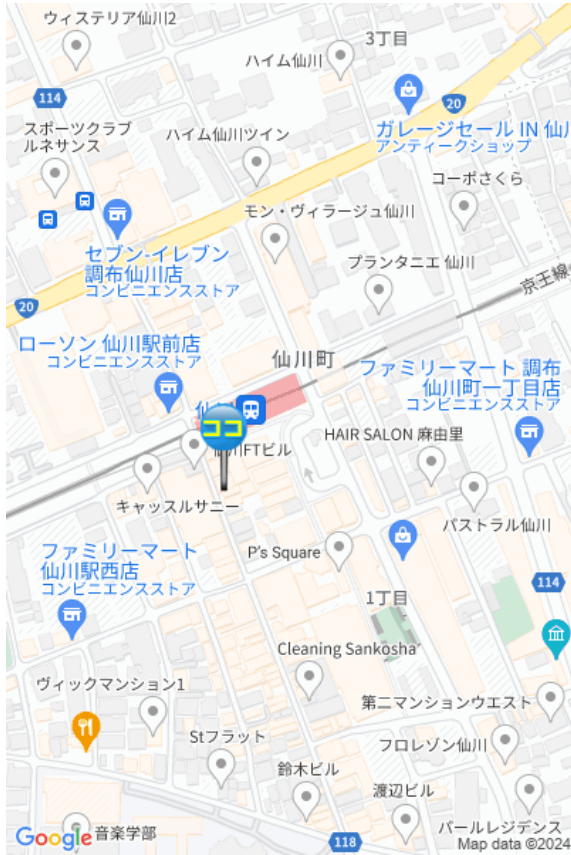 ウィステリア仙川2
3丁目
ハイム仙川
114
20
スポーツクラブ
ルネサンス
ハイム仙川ツイン
ガレージセール IN 仙川
アンティークショップ
コーポさくら
モン・ヴィラージュ仙川
セブン-イレブン
調布仙川店
コンビニエンスストア
プランタニエ 仙川
京王線
20
ローソン 仙川駅前店
コンビニエンスストア
仙川町
ファミリーマート 調布
仙川町一丁目店
コンビニエンスストア
ココ
仙川FTビル
HAIR SALON 麻由里
キャッスルサニー
パストラル仙川
ファミリーマート
仙川駅西店
コンビニエンスストア
P's Square
1丁目
114
Cleaning Sankosha
ヴィックマンション1
第二マンションウエスト
Stフラット
フロレゾン仙川
鈴木ビル
渡辺ビル
パールレジデンス
118
Google
音楽学部
Map data ©2024